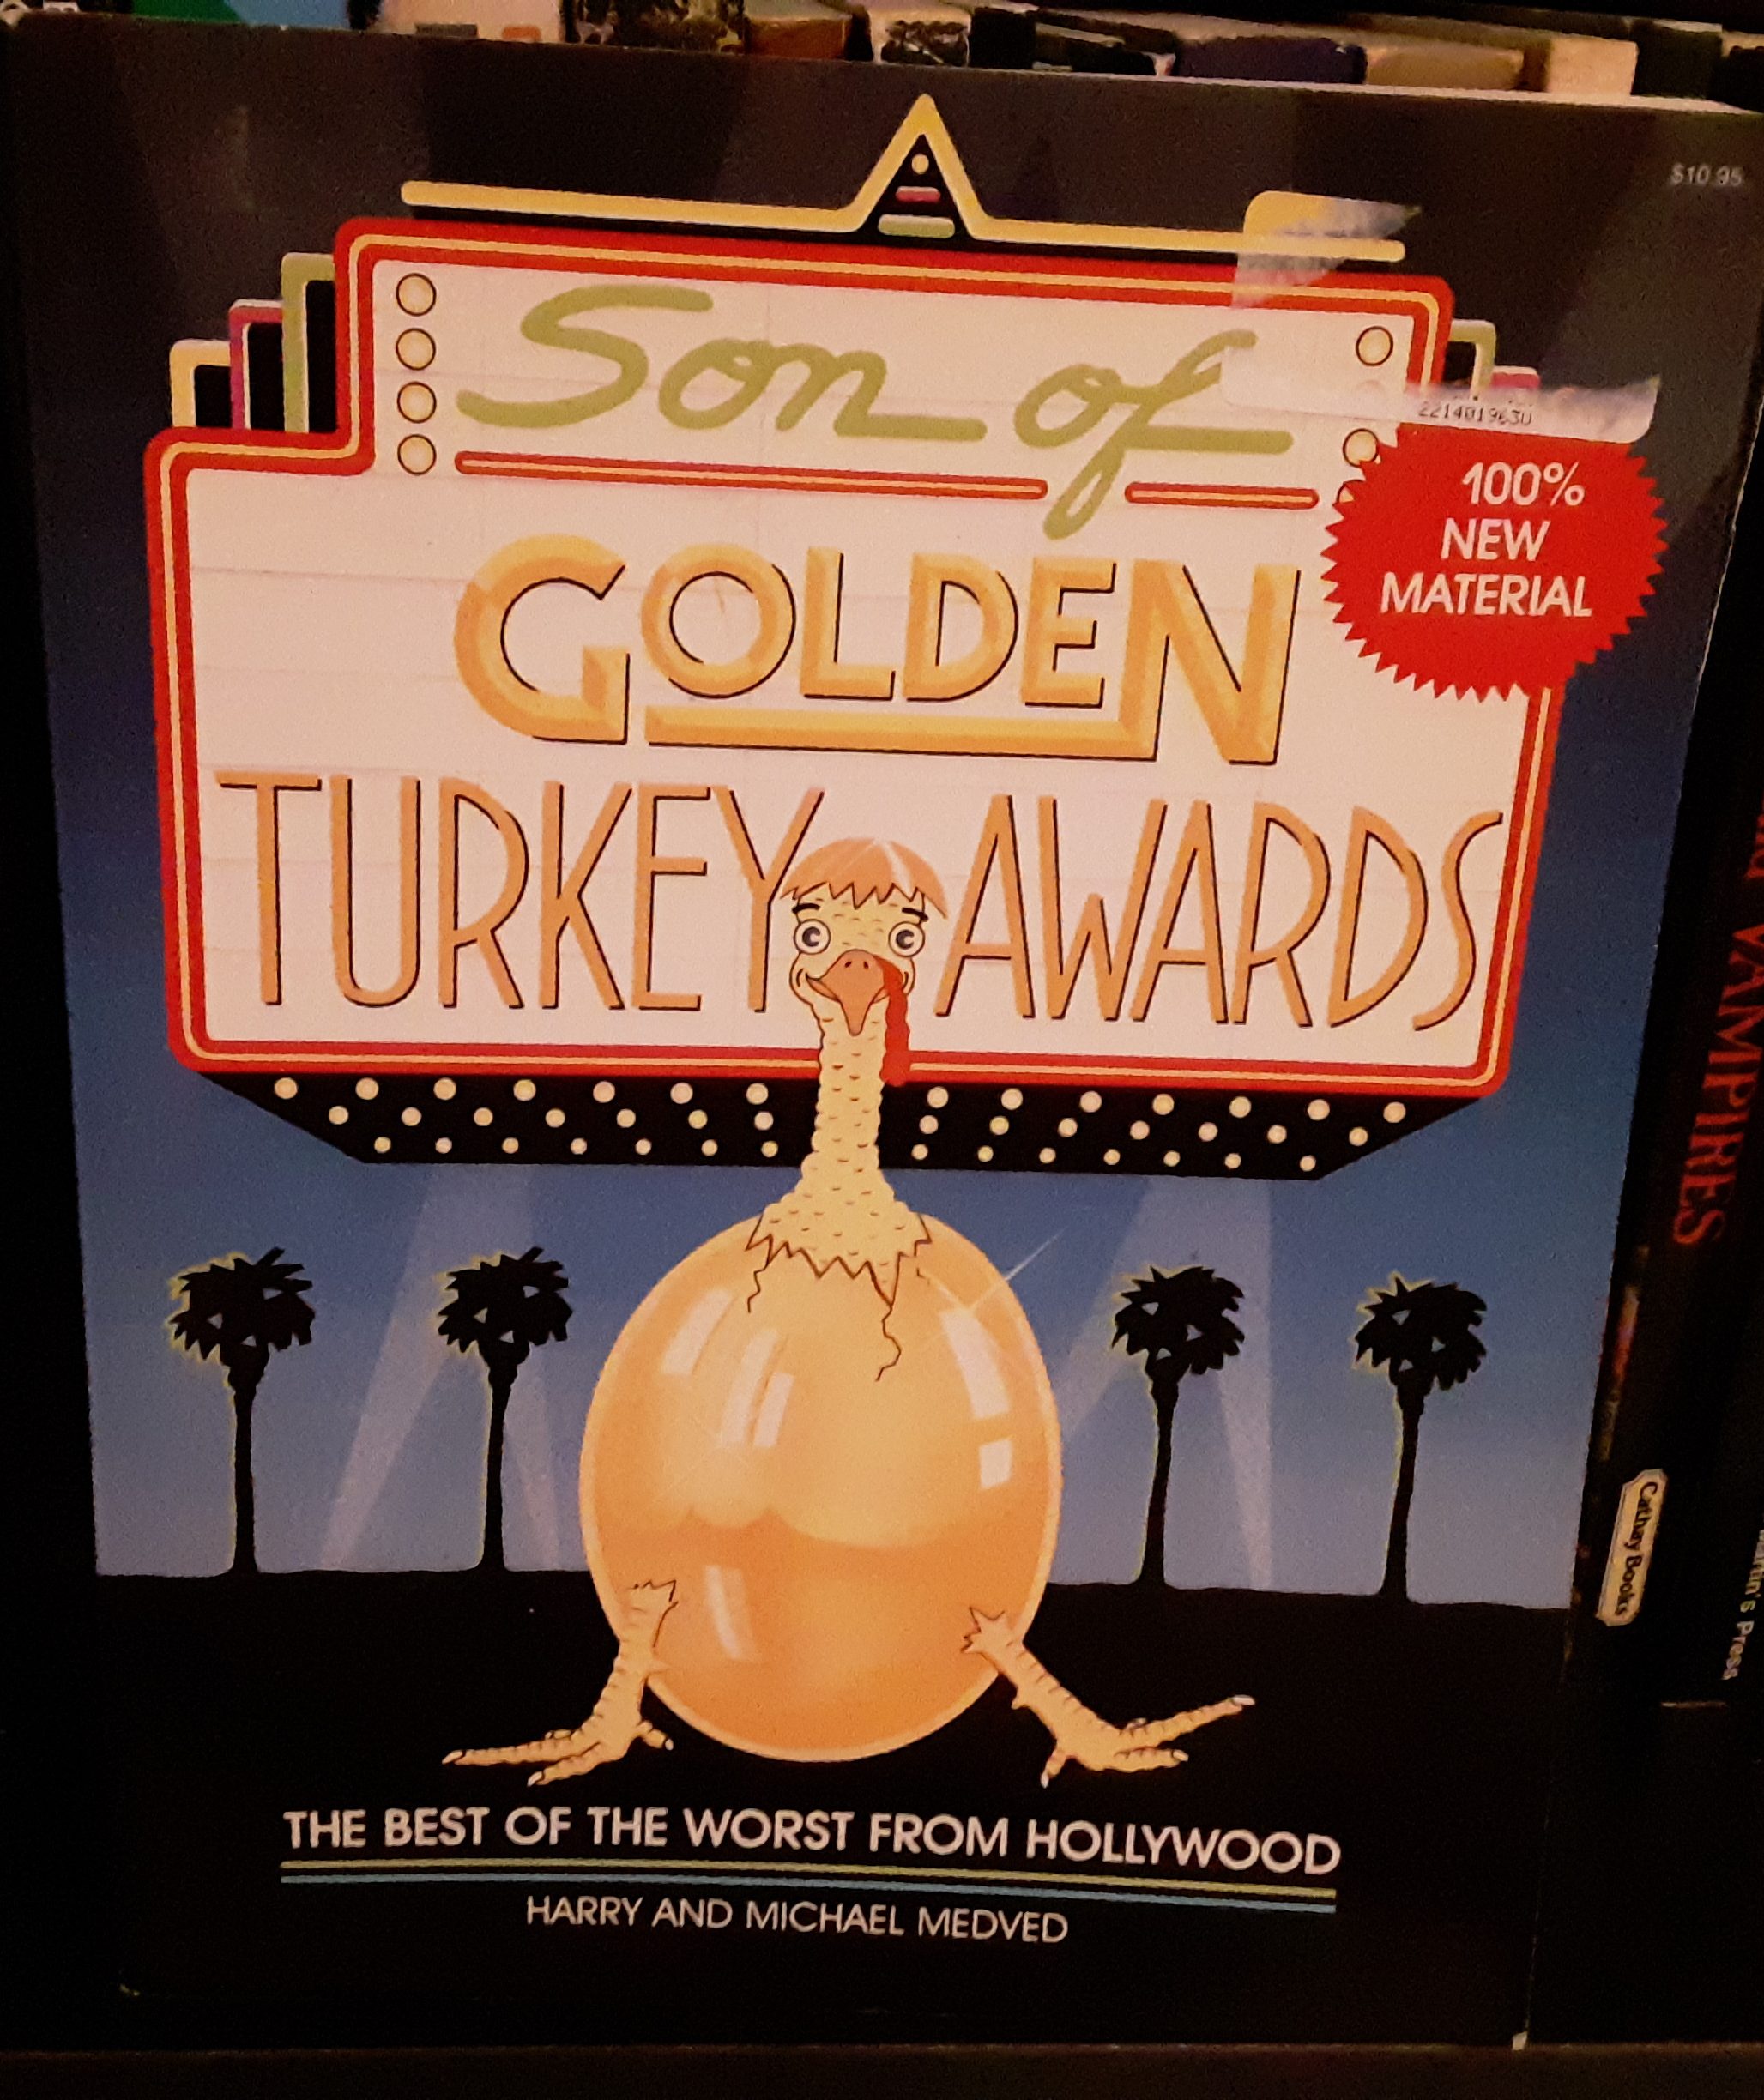 $10.95
Son of
221401963U
100%
NEW
MATERIAL
GOLDEN
TURKEY AWARDS
THE BEST OF THE WORST FROM HOLLYWOOD
HARRY AND MICHAEL MEDVED
VAMPIRES
Cathay Books
Martin's Press